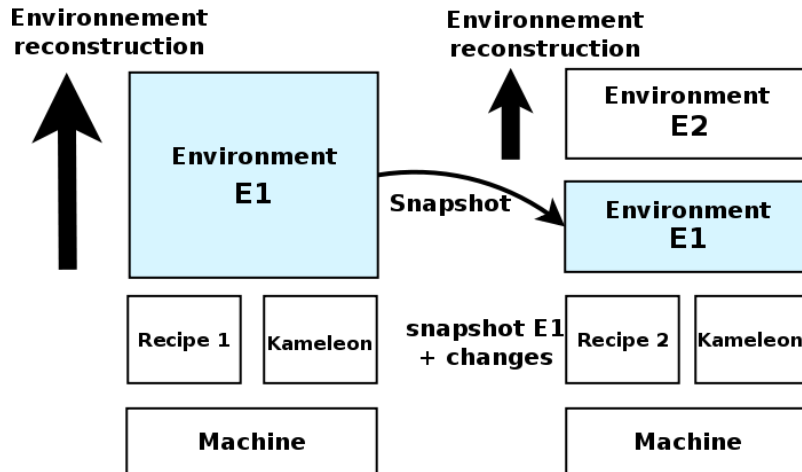 Environnement
reconstruction
Environment
E1
Snapshot
Recipe 1
Kameleon
Machine
Environnement
reconstruction
Environment
E2
Environment
E1
snapshot E1
+ changes
Recipe 2
Kameleon
Machine